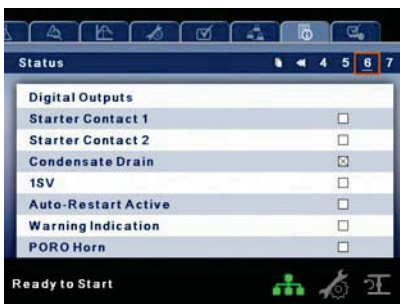 Status 4 5 6 7
Digital Outputs
Starter Contact 1
Starter Contact 2
Condensate Drain
1SV
Auto-Restart Active
Warning Indication
PORO Horn
Ready to Start